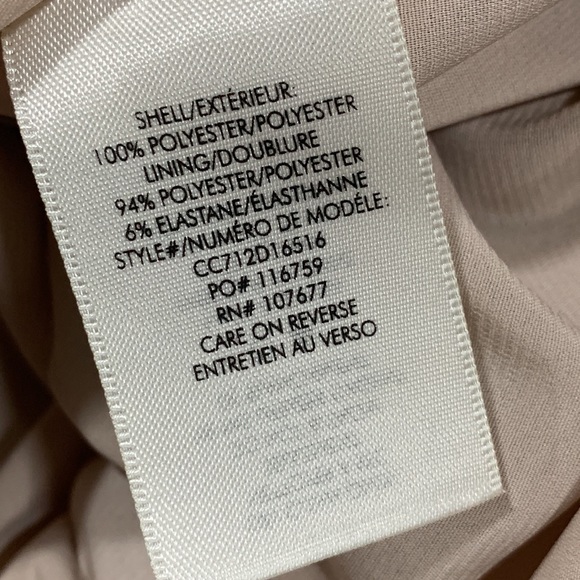 SHELL/EXTÉRIEUR:
100% POLYESTER/POLYESTER
LINING/DOUBLURE
94% POLYESTER/POLYESTER
6% ELASTANE/ÉLASTHANNE
STYLE#/NUMÉRO DE MODÈLE:
CC712D16516
PO# 116759
RN# 107677
CARE ON REVERSE
ENTRETIEN AU VERSO